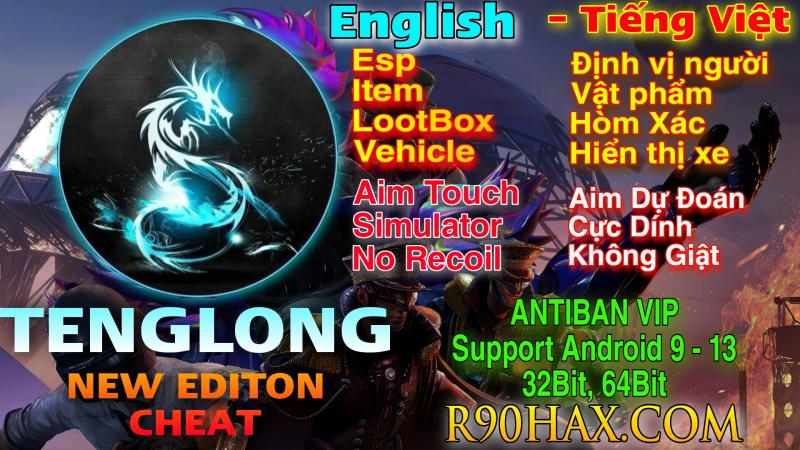 English - Tiếng Việt
Esp Định vị người
Item Vật phẩm
LootBox Hòm Xác
Vehicle Hiển thị xe
Aim Touch Aim Dự Đoán
Simulator Cực Dính
No Recoil Không Giật
TENGLONG
NEW EDITON
CHEAT
ANTIBAN VIP
Support Android 9 - 13
32Bit, 64Bit
R90HAX.COM